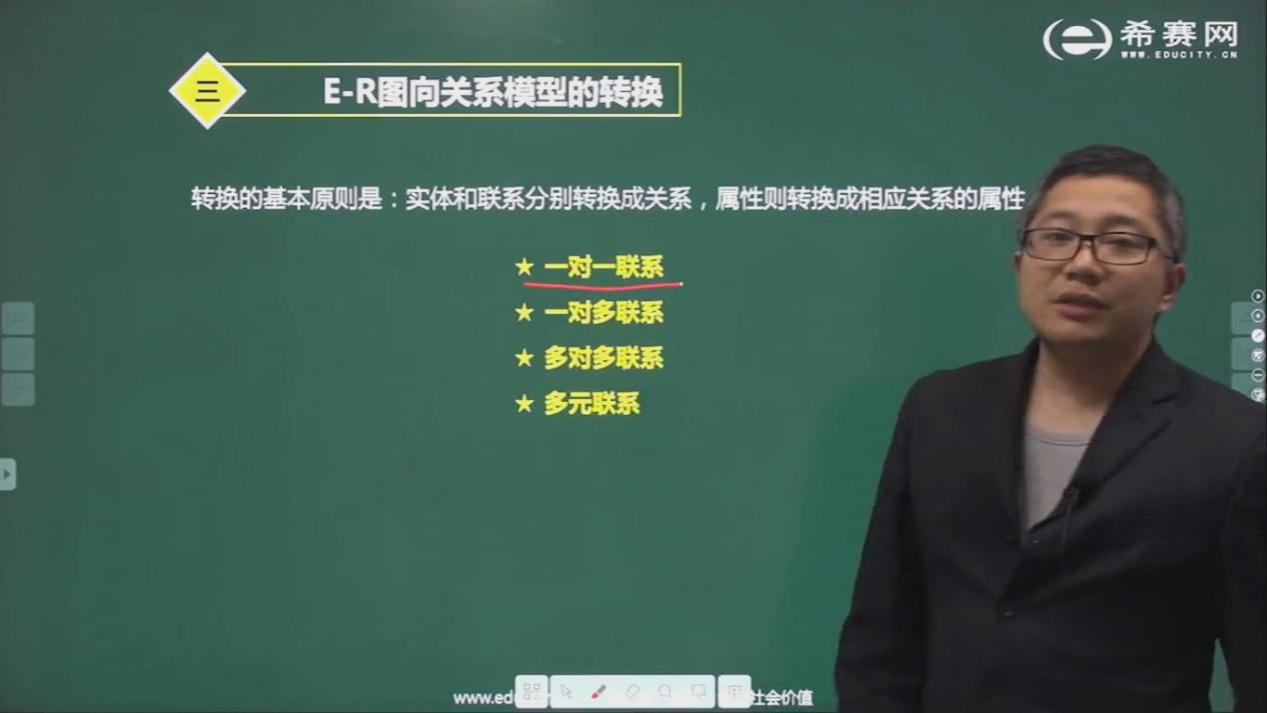 希赛网
WWW.EDUCITY.CN
三
E-R图向关系模型的转换
转换的基本原则是：实体和联系分别转换成关系，属性则转换成相应关系的属性
★ 一对一联系
★ 一对多联系
★ 多对多联系
★ 多元联系
www.ed
社会价值